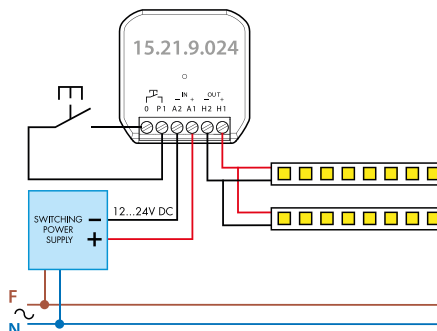 15.21.9.024
− IN + − OUT +
0 P1 A2 A1 H2 H1
12...24V DC
SWITCHING
POWER
SUPPLY
−
+
F
N